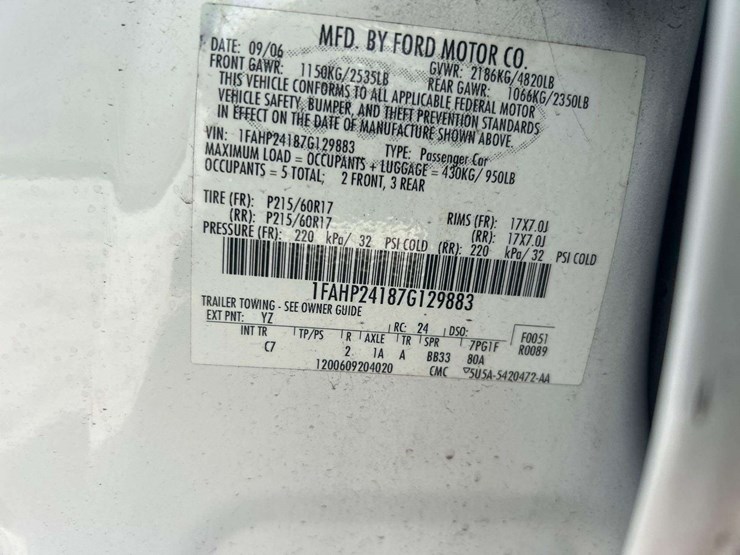 MFD. BY FORD MOTOR CO.
DATE: 09/06 GVWR: 2186KG/4820LB
FRONT GAWR: 1150KG/2535LB REAR GAWR: 1066KG/2350LB
THIS VEHICLE CONFORMS TO ALL APPLICABLE FEDERAL MOTOR
VEHICLE SAFETY, BUMPER, AND THEFT PREVENTION STANDARDS
IN EFFECT ON THE DATE OF MANUFACTURE SHOWN ABOVE.
VIN: 1FAHP24187G129883 TYPE: Passenger Car
MAXIMUM LOAD = OCCUPANTS + LUGGAGE = 430KG/ 950LB
OCCUPANTS = 5 TOTAL; 2 FRONT, 3 REAR
TIRE (FR): P215/60R17 RIMS (FR): 17X7.0J
(RR): P215/60R17 (RR): 17X7.0J
PRESSURE (FR): 220 kPa/ 32 PSI COLD (RR): 220 kPa/ 32 PSI COLD
1FAHP24187G129883
TRAILER TOWING - SEE OWNER GUIDE
EXT PNT: YZ RC: 24 DSO: F0051
INT TR TP/PS R AXLE TR SPR 7PG1F R0089
C7 2 1A A BB33 80A
1200609204020 CMC ▽5U5A-5420472-AA